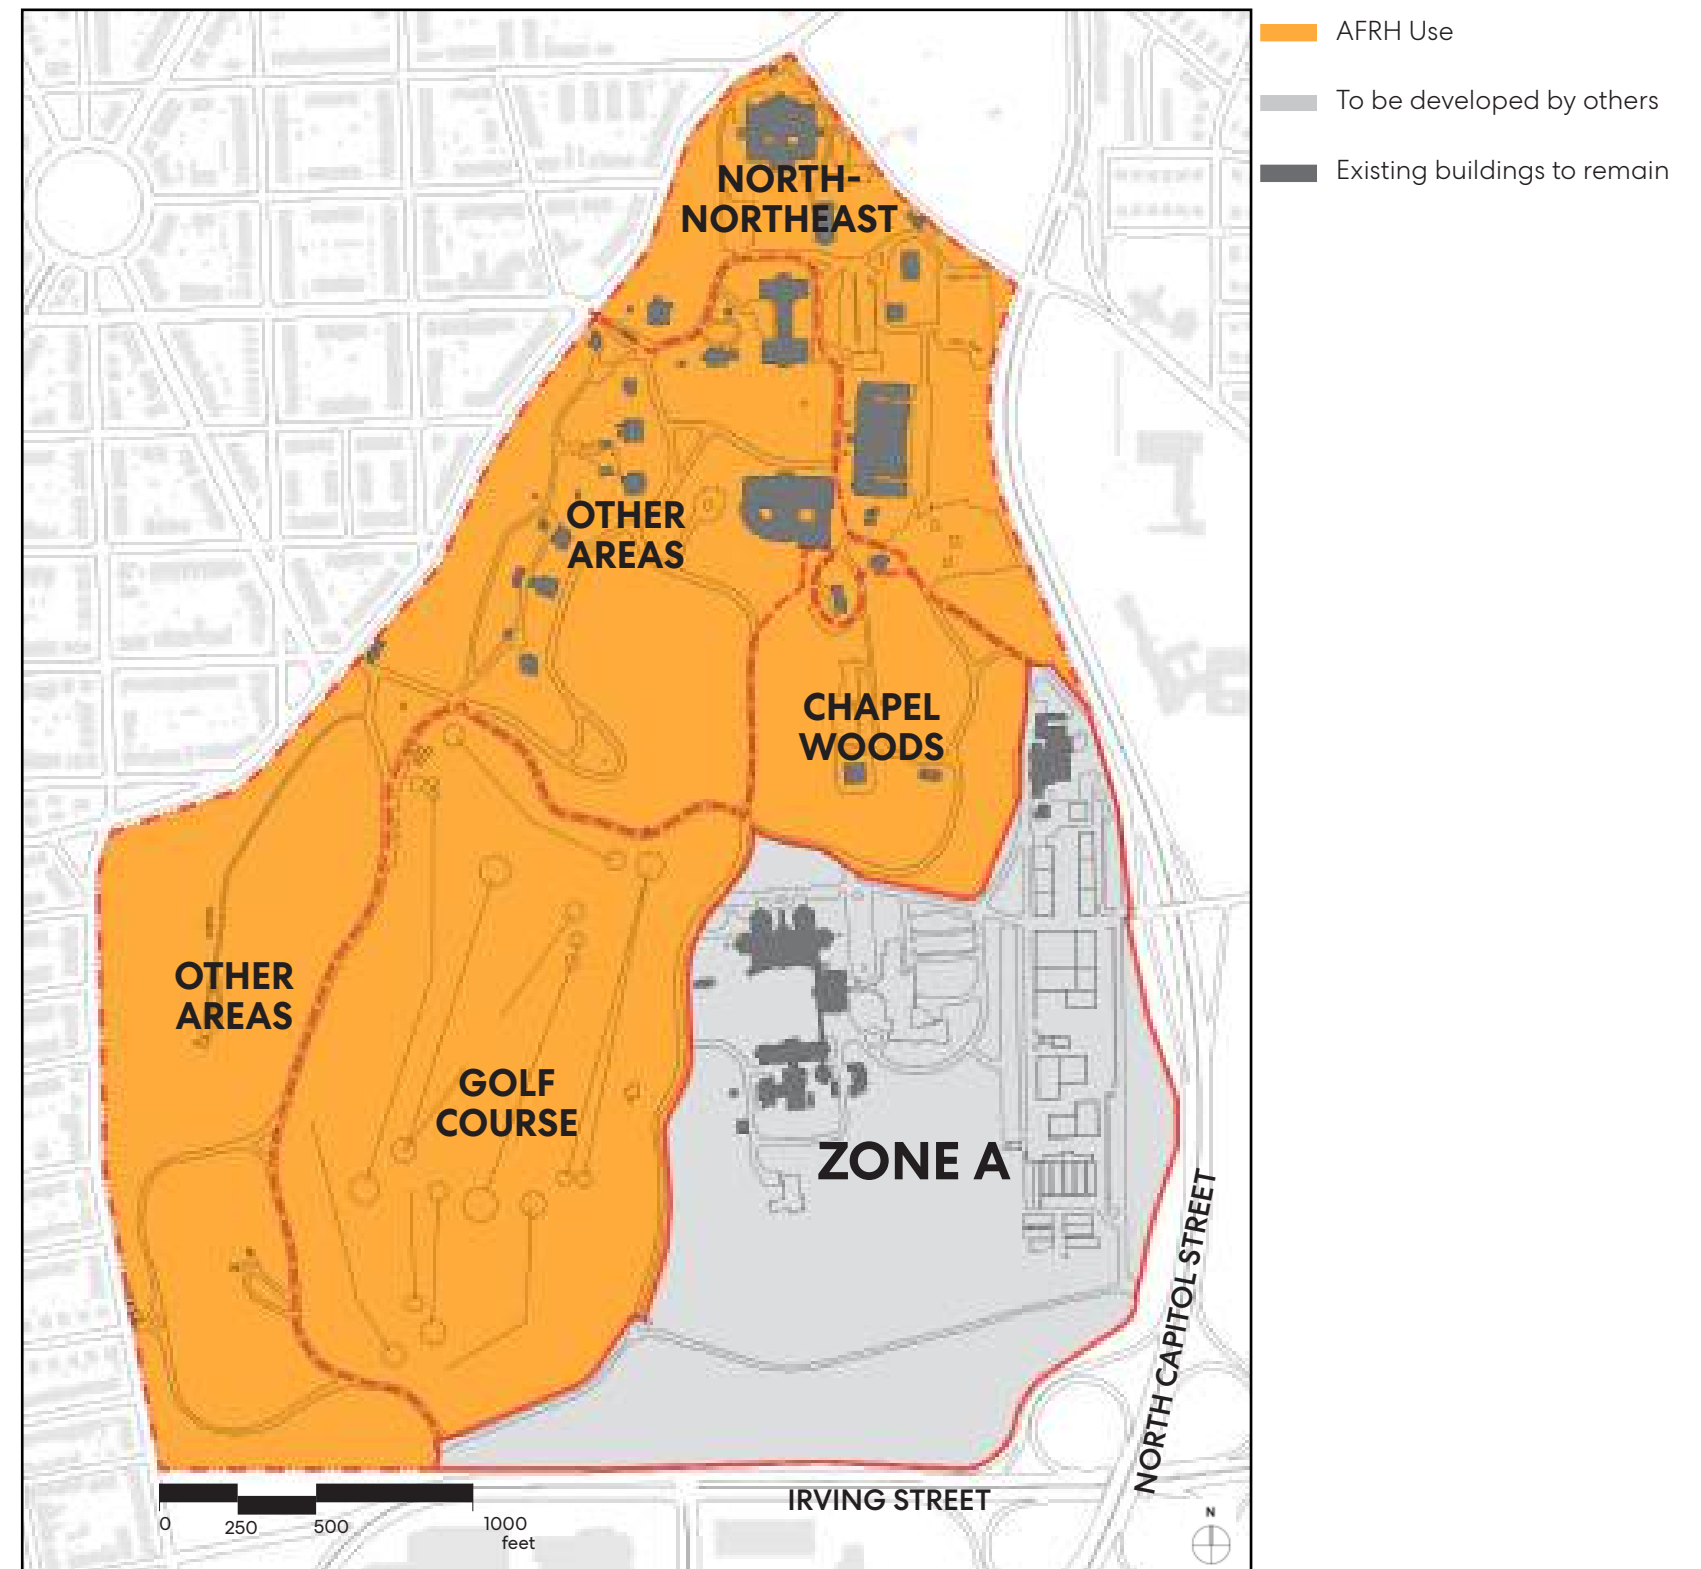 AFRH Use
To be developed by others
Existing buildings to remain
NORTH-
NORTHEAST
OTHER
AREAS
CHAPEL
WOODS
OTHER
AREAS
GOLF
COURSE
ZONE A
NORTH CAPITOL STREET
IRVING STREET
0 250 500 1000
feet
N